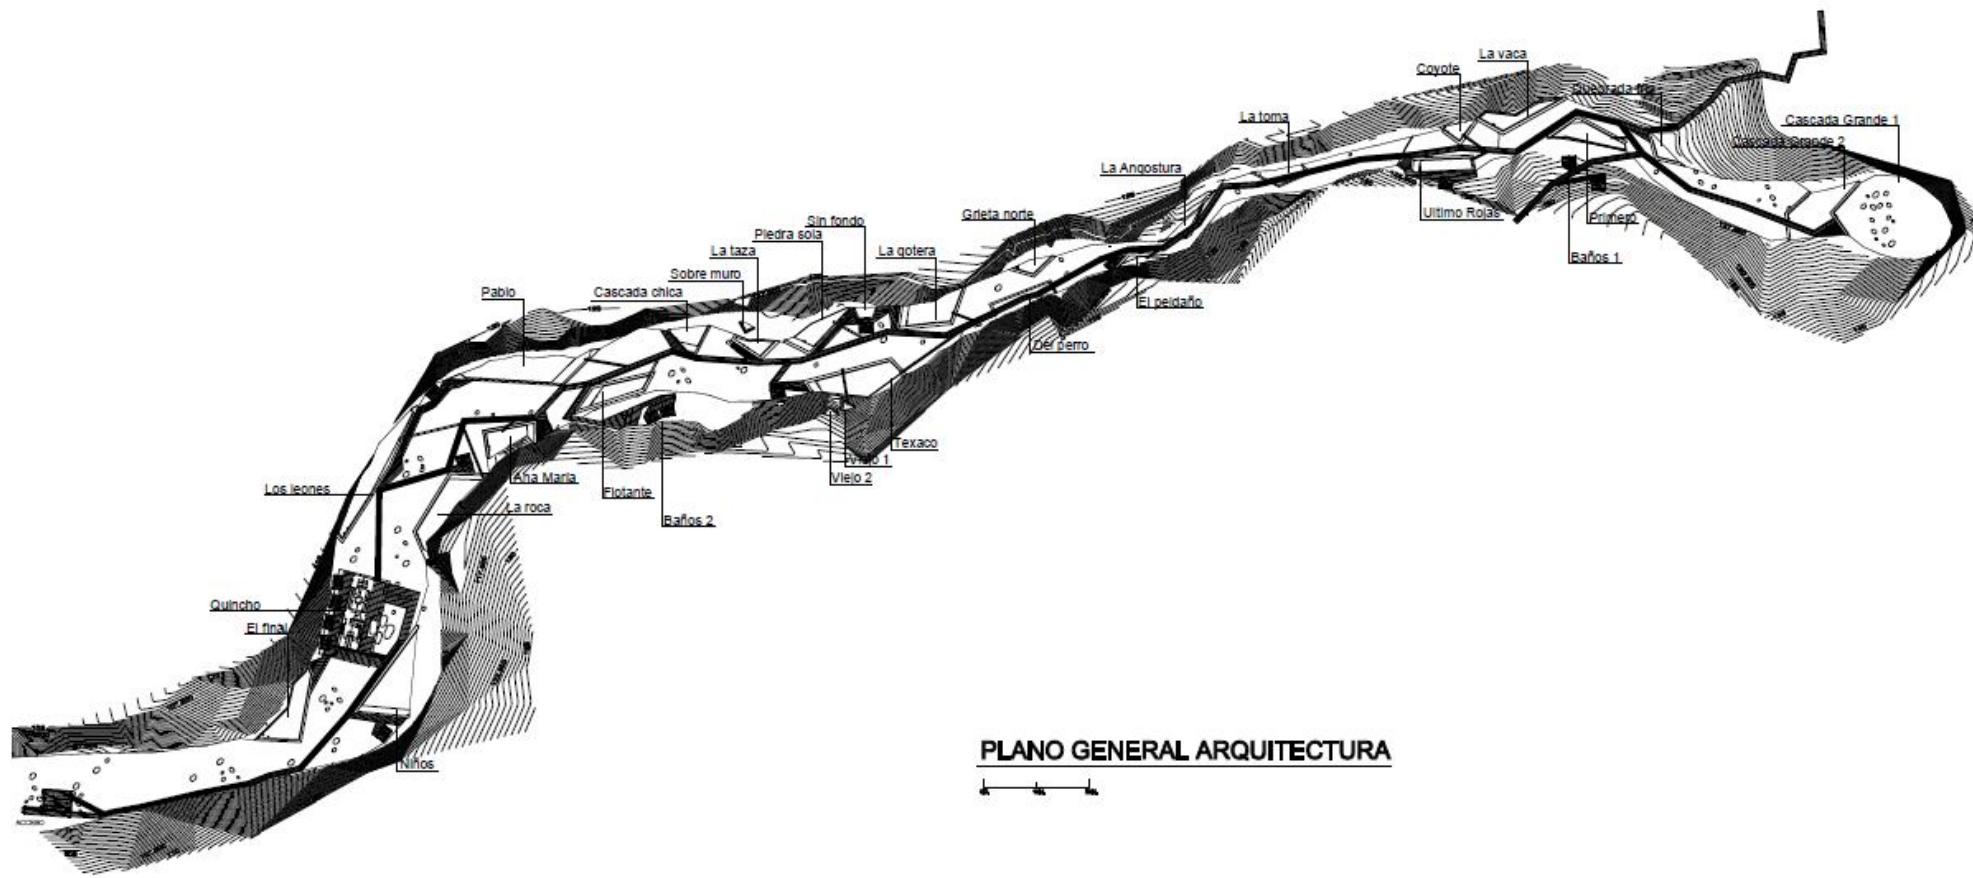 La vaca
Coyote
Quebrada fria
La toma
Cascada Grande 1
Cascada Grande 2
La Angostura
Ultimo Rojas
Primero
Baños 1
Grieta norte
Sin fondo
Piedra sola
La gotera
La taza
Sobre muro
Cascada chica
Pablo
El peldaño
Del perro
Texaco
Viejo 1
Viejo 2
Ana Maria
Flotante
Baños 2
Los leones
La roca
Quincho
El final
Niños
ACCESO
PLANO GENERAL ARQUITECTURA